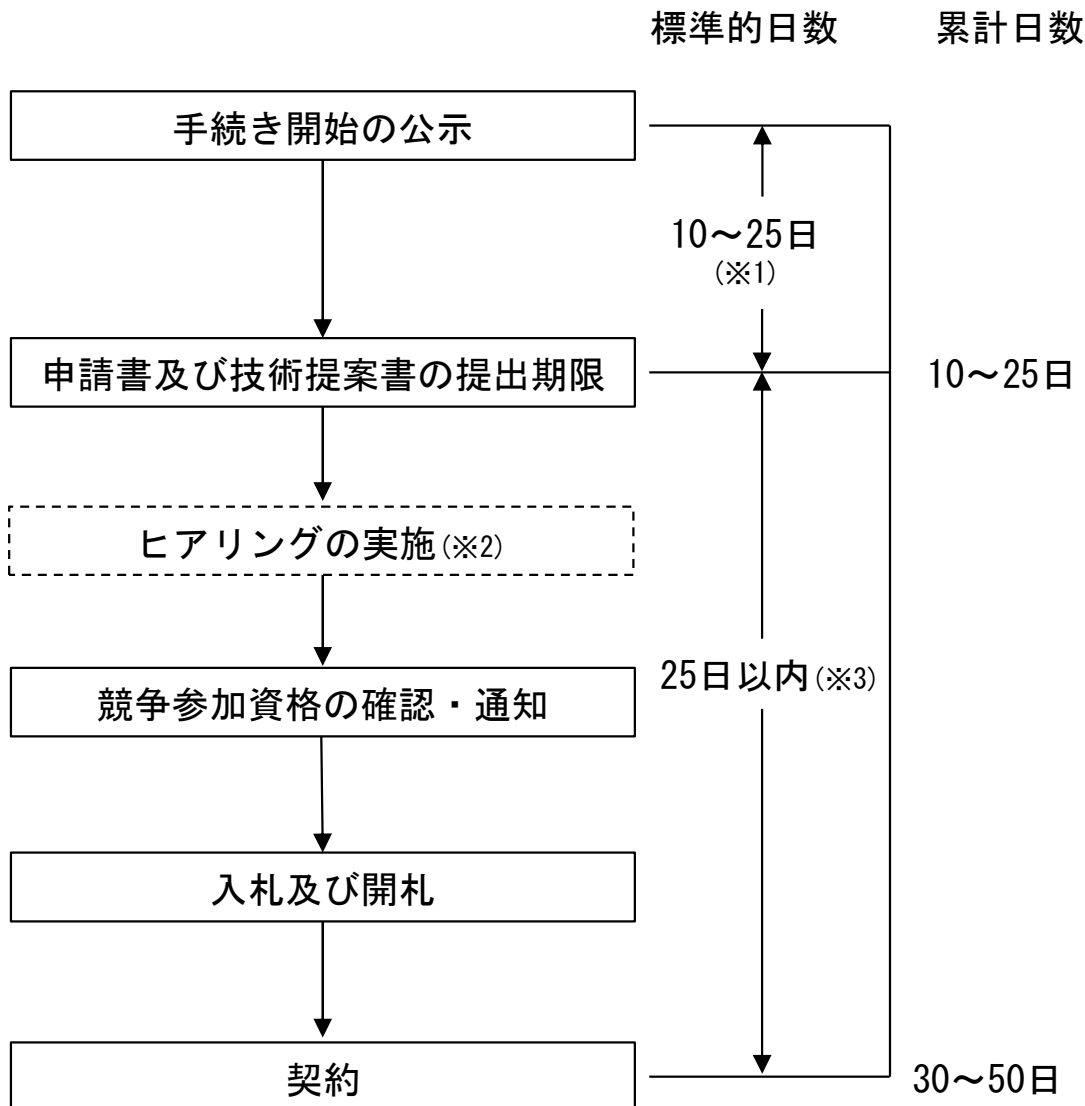 標準的日数 累計日数
手続き開始の公示
10～25日
(※1)
申請書及び技術提案書の提出期限
10～25日
ヒアリングの実施(※2)
25日以内(※3)
競争参加資格の確認・通知
入札及び開札
契約
30～50日